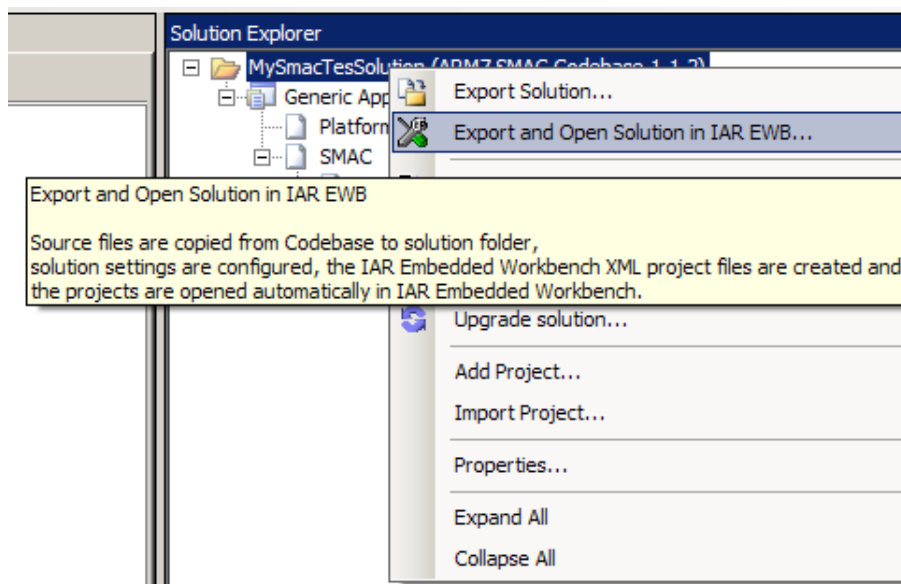 Solution Explorer
MySmacTesSolution (ARM7 SMAC Codebase 1.1.2)
Export Solution...
Generic App
Export and Open Solution in IAR EWB...
Platform
SMAC
Export and Open Solution in IAR EWB
Source files are copied from Codebase to solution folder,
solution settings are configured, the IAR Embedded Workbench XML project files are created and
the projects are opened automatically in IAR Embedded Workbench.
Upgrade solution...
Add Project...
Import Project...
Properties...
Expand All
Collapse All